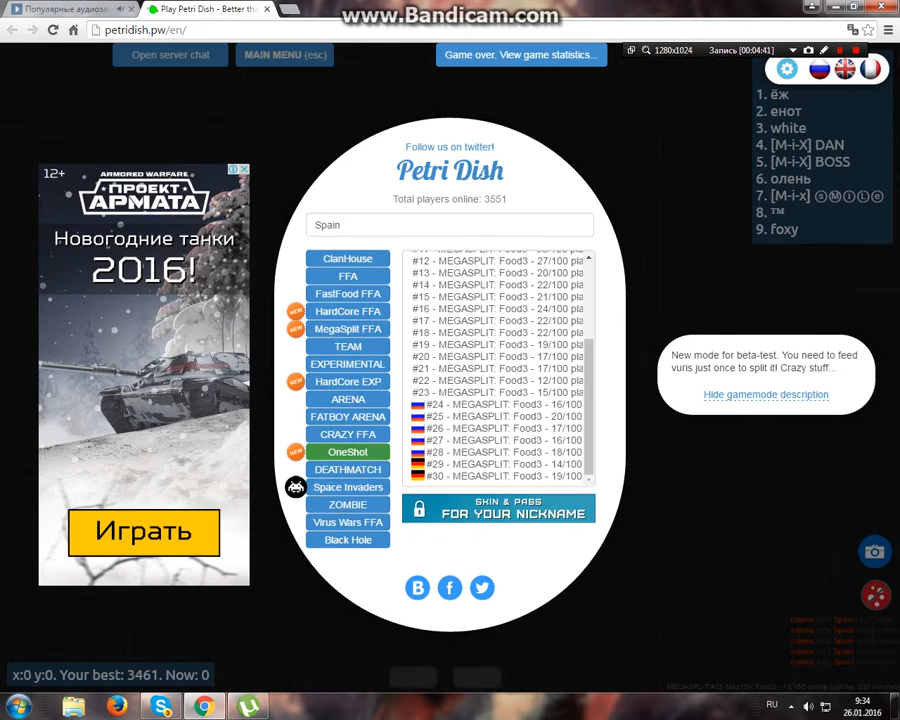 www.Bandicam.com
Популярные аудиоза
Play Petri Dish - Better tha
petridish.pw/en/
Open server chat
MAIN MENU (esc)
Game over. View game statistics...
1280x1024
Запись [00:04:41]
1. ёж
2. енот
3. white
4. [M-i-X] DAN
5. [M-i-X] BOSS
6. олень
7. [M-i-x] ⓢⓂⒾⓁⓔ
8. ™
9. foxy
12+
ARMORED WARFARE
ПРОЕКТ
АРМАТА
Новогодние танки
2016!
Играть
Follow us on twitter!
Petri Dish
Total players online: 3551
Spain
ClanHouse
FFA
FastFood FFA
NEW HardCore FFA
NEW MegaSplit FFA
TEAM
EXPERIMENTAL
NEW HardCore EXP
ARENA
FATBOY ARENA
CRAZY FFA
NEW OneShot
DEATHMATCH
Space Invaders
ZOMBIE
Virus Wars FFA
Black Hole
#12 - MEGASPLIT: Food3 - 27/100 pla
#13 - MEGASPLIT: Food3 - 20/100 pla
#14 - MEGASPLIT: Food3 - 22/100 pla
#15 - MEGASPLIT: Food3 - 21/100 pla
#16 - MEGASPLIT: Food3 - 24/100 pla
#17 - MEGASPLIT: Food3 - 22/100 pla
#18 - MEGASPLIT: Food3 - 22/100 pla
#19 - MEGASPLIT: Food3 - 19/100 pla
#20 - MEGASPLIT: Food3 - 17/100 pla
#21 - MEGASPLIT: Food3 - 17/100 pla
#22 - MEGASPLIT: Food3 - 12/100 pla
#23 - MEGASPLIT: Food3 - 15/100 pla
#24 - MEGASPLIT: Food3 - 16/100
#25 - MEGASPLIT: Food3 - 20/100
#26 - MEGASPLIT: Food3 - 17/100
#27 - MEGASPLIT: Food3 - 16/100
#28 - MEGASPLIT: Food3 - 18/100
#29 - MEGASPLIT: Food3 - 14/100
#30 - MEGASPLIT: Food3 - 19/100
SKIN & PASS
FOR YOUR NICKNAME
New mode for beta-test. You need to feed
vuris just once to split it! Crazy stuff...
Hide gamemode description
x:0 y:0. Your best: 3461. Now: 0
RU
9:34
26.01.2016